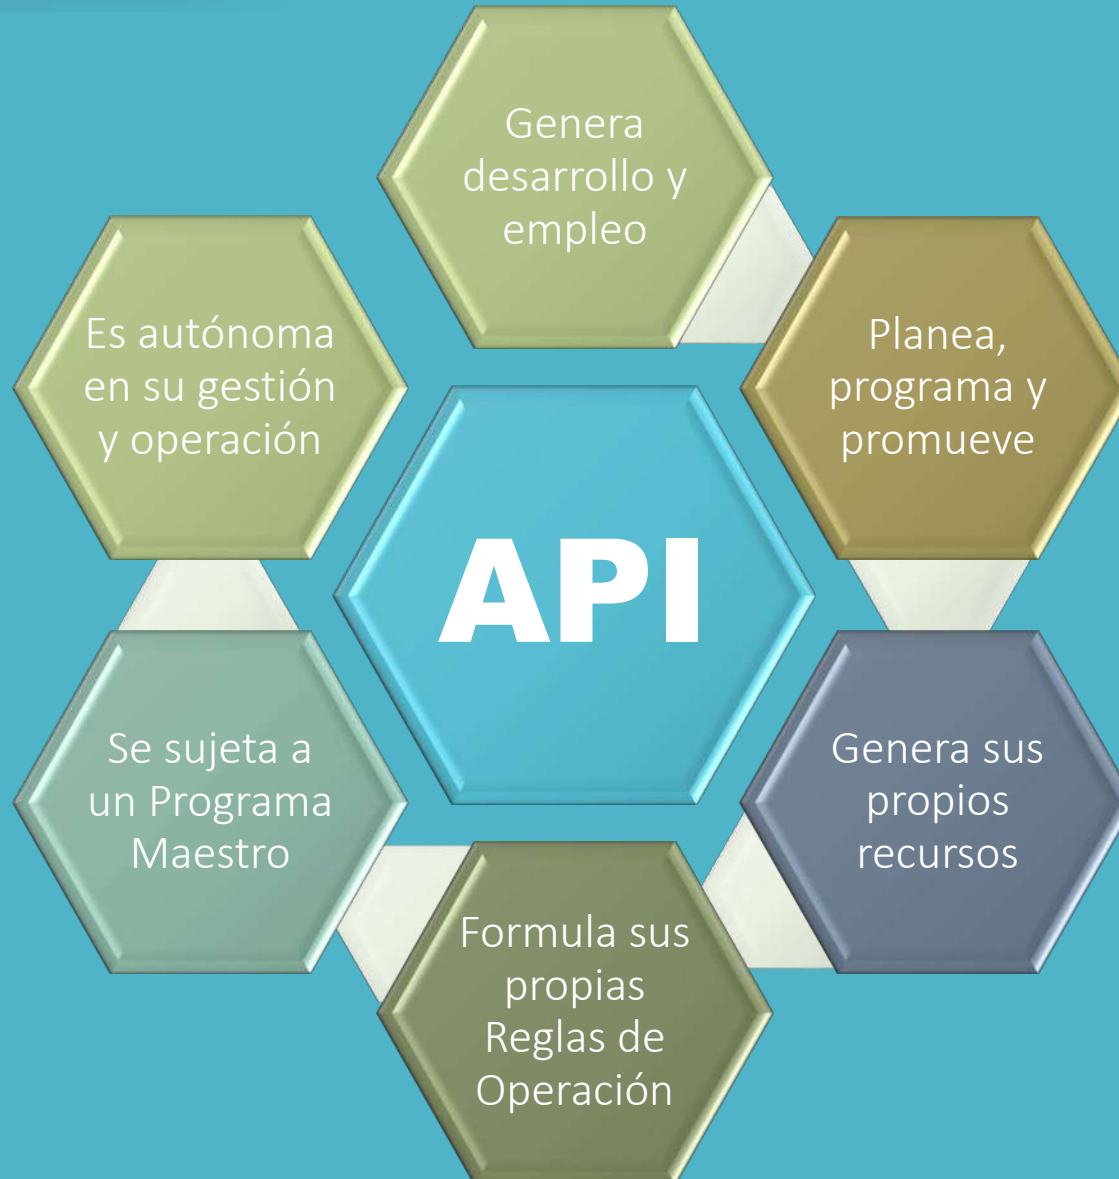 Genera
desarrollo y
empleo
Planea,
programa y
promueve
Genera sus
propios
recursos
Formula sus
propias
Reglas de
Operación
Se sujeta a
un Programa
Maestro
Es autónoma
en su gestión
y operación
API